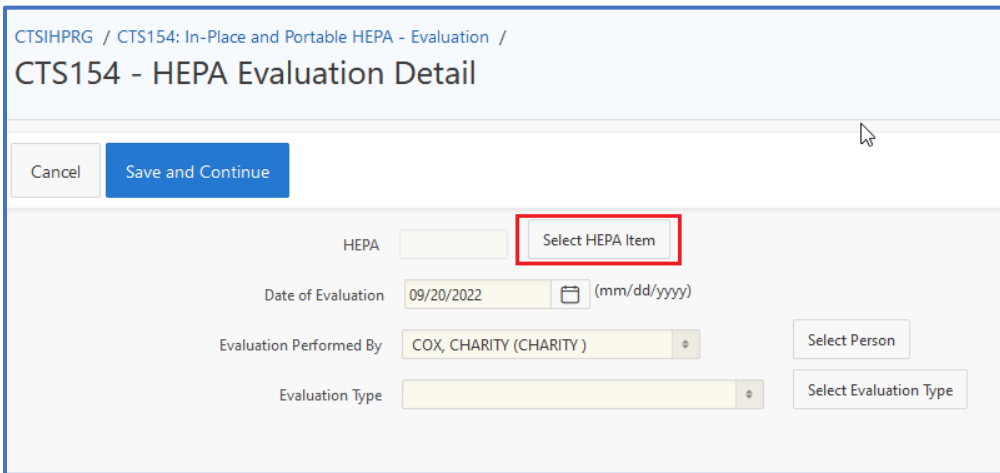 CTSIHPRG / CTS154: In-Place and Portable HEPA - Evaluation /
CTS154 - HEPA Evaluation Detail
Cancel Save and Continue
HEPA Select HEPA Item
Date of Evaluation 09/20/2022 (mm/dd/yyyy)
Evaluation Performed By COX, CHARITY (CHARITY ) Select Person
Evaluation Type Select Evaluation Type